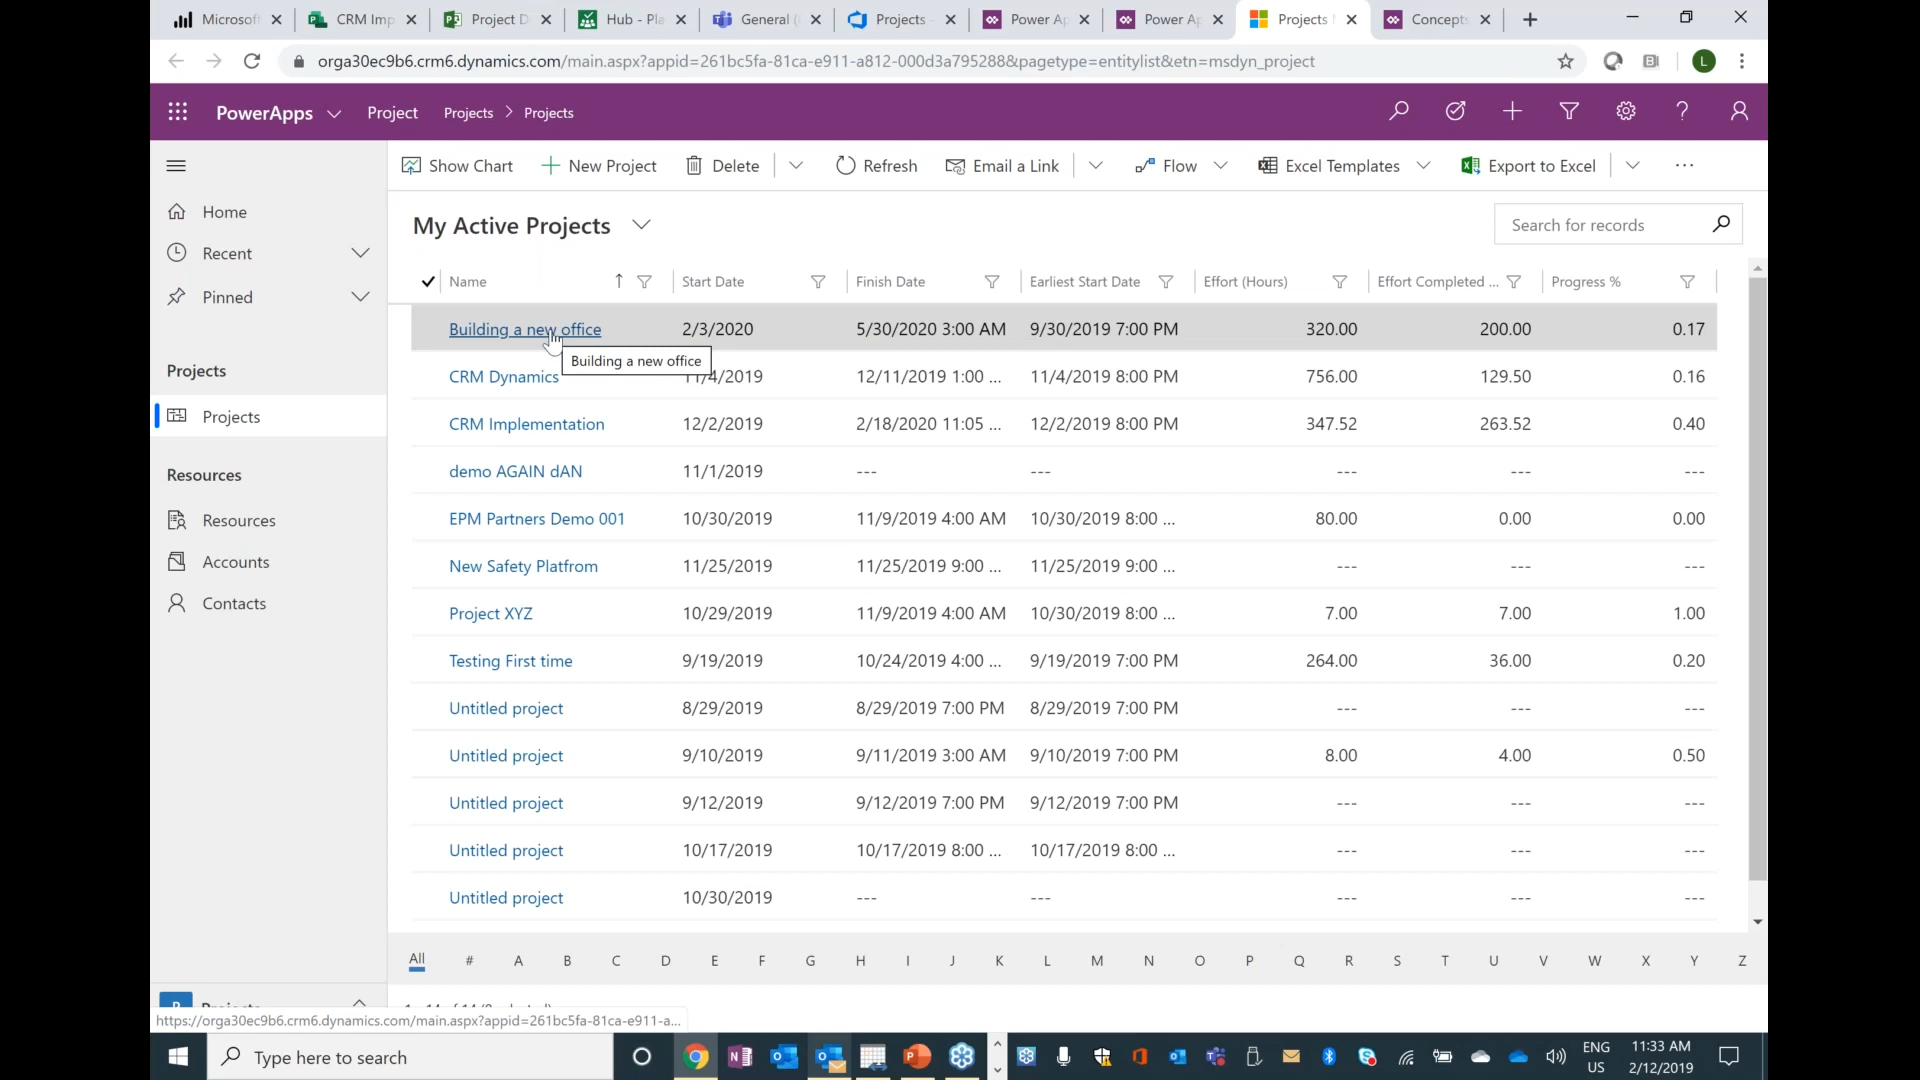 Microsof
CRM Imp
Project D
Hub - Pla
General (
Projects -
Power Ap
Power Ap
Projects
Concepts
orga30ec9b6.crm6.dynamics.com/main.aspx?appid=261bc5fa-81ca-e911-a812-000d3a795288&pagetype=entitylist&etn=msdyn_project
L
PowerApps
Project
Projects > Projects
Show Chart
New Project
Delete
Refresh
Email a Link
Flow
Excel Templates
Export to Excel
Home
Recent
Pinned
Projects
Projects
Resources
Resources
Accounts
Contacts
My Active Projects
Search for records
Name Start Date Finish Date Earliest Start Date Effort (Hours) Effort Completed ... Progress %
Building a new office 2/3/2020 5/30/2020 3:00 AM 9/30/2019 7:00 PM 320.00 200.00 0.17
Building a new office
CRM Dynamics 11/4/2019 12/11/2019 1:00 ... 11/4/2019 8:00 PM 756.00 129.50 0.16
CRM Implementation 12/2/2019 2/18/2020 11:05 ... 12/2/2019 8:00 PM 347.52 263.52 0.40
demo AGAIN dAN 11/1/2019 --- --- --- --- ---
EPM Partners Demo 001 10/30/2019 11/9/2019 4:00 AM 10/30/2019 8:00 ... 80.00 0.00 0.00
New Safety Platfrom 11/25/2019 11/25/2019 9:00 ... 11/25/2019 9:00 ... --- --- ---
Project XYZ 10/29/2019 11/9/2019 4:00 AM 10/30/2019 8:00 ... 7.00 7.00 1.00
Testing First time 9/19/2019 10/24/2019 4:00 ... 9/19/2019 7:00 PM 264.00 36.00 0.20
Untitled project 8/29/2019 8/29/2019 7:00 PM 8/29/2019 7:00 PM --- --- ---
Untitled project 9/10/2019 9/11/2019 3:00 AM 9/10/2019 7:00 PM 8.00 4.00 0.50
Untitled project 9/12/2019 9/12/2019 7:00 PM 9/12/2019 7:00 PM --- --- ---
Untitled project 10/17/2019 10/17/2019 8:00 ... 10/17/2019 8:00 ... --- --- ---
Untitled project 10/30/2019 --- --- --- --- ---
All # A B C D E F G H I J K L M N O P Q R S T U V W X Y Z
https://orga30ec9b6.crm6.dynamics.com/main.aspx?appid=261bc5fa-81ca-e911-a...
Type here to search
ENG
US
11:33 AM
2/12/2019